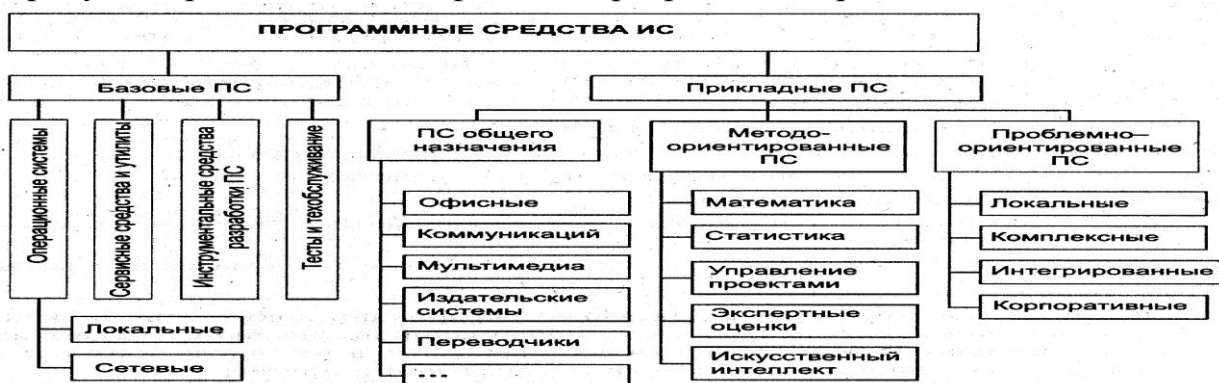 ПРОГРАММНЫЕ СРЕДСТВА ИС
Базовые ПС
Прикладные ПС
Операционные системы
Сервисные средства и утилиты
Инструментальные средства
разработки ПС
Тесты и техобслуживание
Локальные
Сетевые
ПС общего
назначения
Офисные
Коммуникаций
Мультимедиа
Издательские
системы
Переводчики
...
Методо-
ориентированные
ПС
Математика
Статистика
Управление
проектами
Экспертные
оценки
Искусственный
интеллект
Проблемно–
ориентированные
ПС
Локальные
Комплексные
Интегрированные
Корпоративные